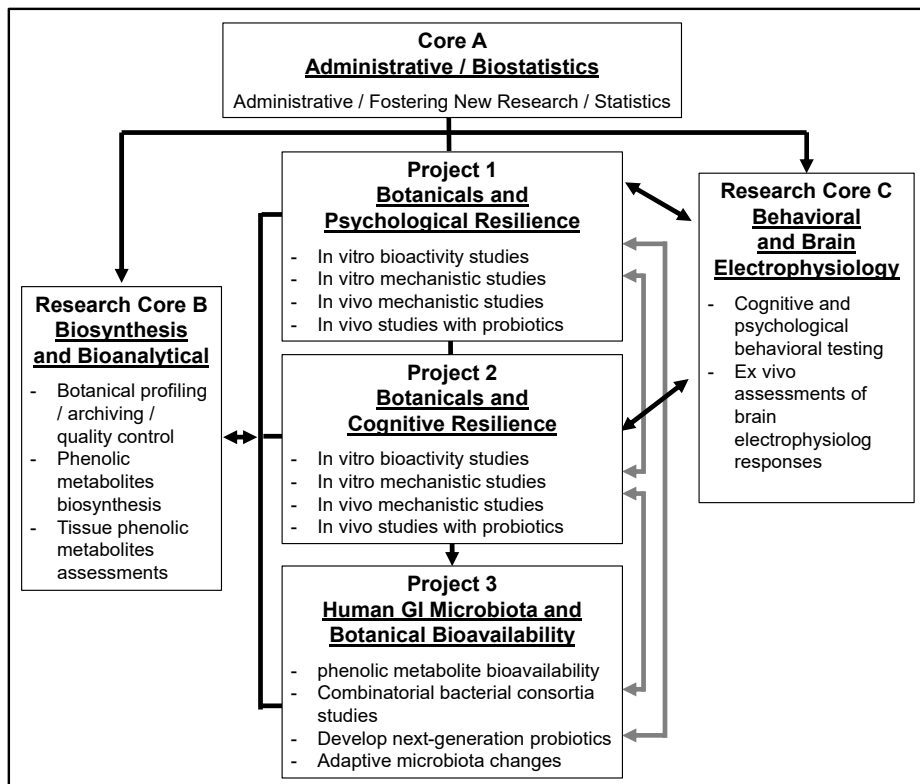 Core A
Administrative / Biostatistics
Administrative / Fostering New Research / Statistics
Project 1
Botanicals and
Psychological Resilience
- In vitro bioactivity studies
- In vitro mechanistic studies
- In vivo mechanistic studies
- In vivo studies with probiotics
Research Core B
Biosynthesis
and Bioanalytical
- Botanical profiling
/ archiving /
quality control
- Phenolic
metabolites
biosynthesis
- Tissue phenolic
metabolites
assessments
Project 2
Botanicals and
Cognitive Resilience
- In vitro bioactivity studies
- In vitro mechanistic studies
- In vivo mechanistic studies
- In vivo studies with probiotics
Research Core C
Behavioral
and Brain
Electrophysiology
- Cognitive and
psychological
behavioral testing
- Ex vivo
assessments of
brain
electrophysiolog
responses
Project 3
Human GI Microbiota and
Botanical Bioavailability
- phenolic metabolite bioavailability
- Combinatorial bacterial consortia
studies
- Develop next-generation probiotics
- Adaptive microbiota changes